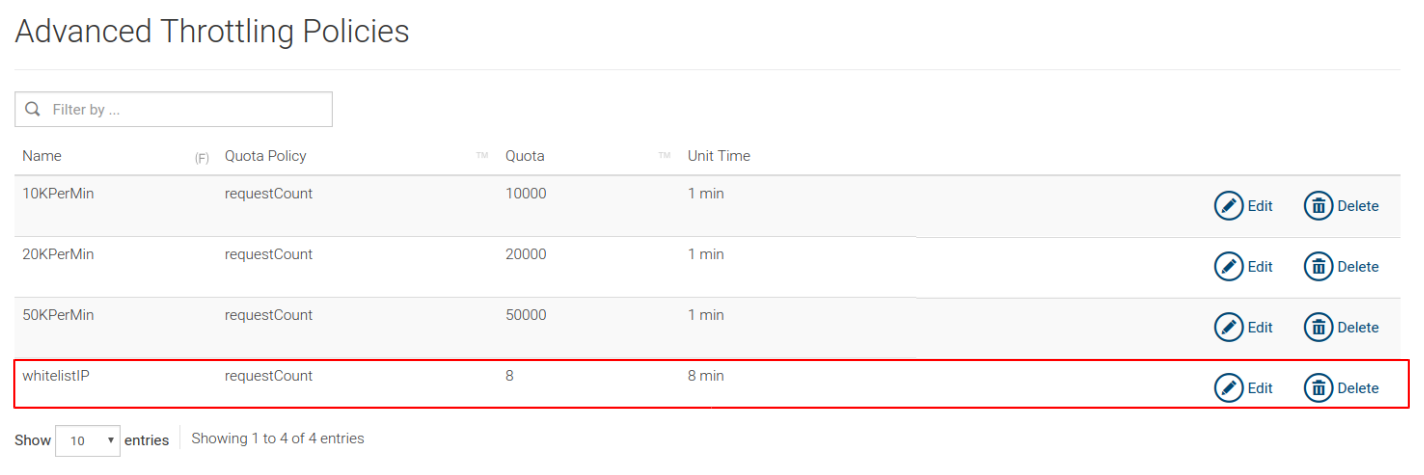 Advanced Throttling Policies
Filter by ...
Name (F) Quota Policy TM Quota TM Unit Time
10KPerMin requestCount 10000 1 min Edit Delete
20KPerMin requestCount 20000 1 min Edit Delete
50KPerMin requestCount 50000 1 min Edit Delete
whitelistIP requestCount 8 8 min Edit Delete
Show 10 entries Showing 1 to 4 of 4 entries